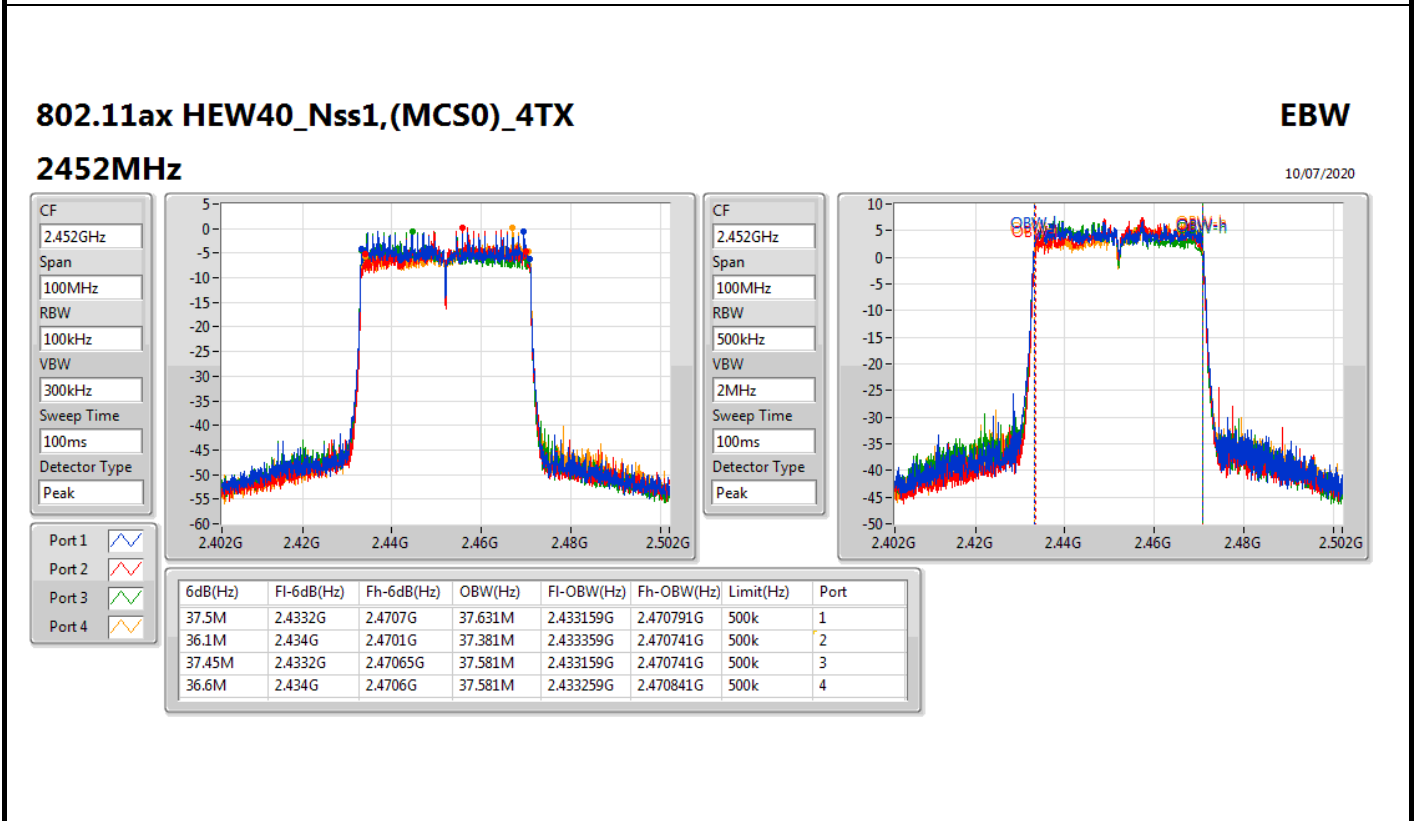 802.11ax HEW40_Nss1,(MCS0)_4TX
EBW
2452MHz
10/07/2020
CF
2.452GHz
Span
100MHz
RBW
100kHz
VBW
300kHz
Sweep Time
100ms
Detector Type
Peak
5
0
-5
-10
-15
-20
-25
-30
-35
-40
-45
-50
-55
-60
2.402G 2.42G 2.44G 2.46G 2.48G 2.502G
CF
2.452GHz
Span
100MHz
RBW
500kHz
VBW
2MHz
Sweep Time
100ms
Detector Type
Peak
10
5
0
-5
-10
-15
-20
-25
-30
-35
-40
-45
-50
OBW-h
2.402G 2.42G 2.44G 2.46G 2.48G 2.502G
Port 1
Port 2
Port 3
Port 4
6dB(Hz) Fl-6dB(Hz) Fh-6dB(Hz) OBW(Hz) Fl-OBW(Hz) Fh-OBW(Hz) Limit(Hz) Port
37.5M 2.4332G 2.4707G 37.631M 2.433159G 2.470791G 500k 1
36.1M 2.434G 2.4701G 37.381M 2.433359G 2.470741G 500k 2
37.45M 2.4332G 2.47065G 37.581M 2.433159G 2.470741G 500k 3
36.6M 2.434G 2.4706G 37.581M 2.433259G 2.470841G 500k 4